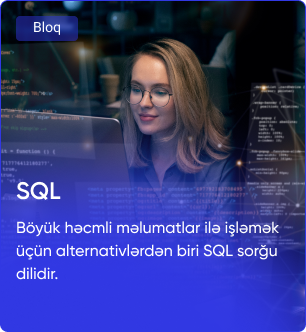 Bloq
SQL
Böyük həcmli məlumatlar ilə işləmək
üçün alternativlərdən biri SQL sorğu
dilidir.